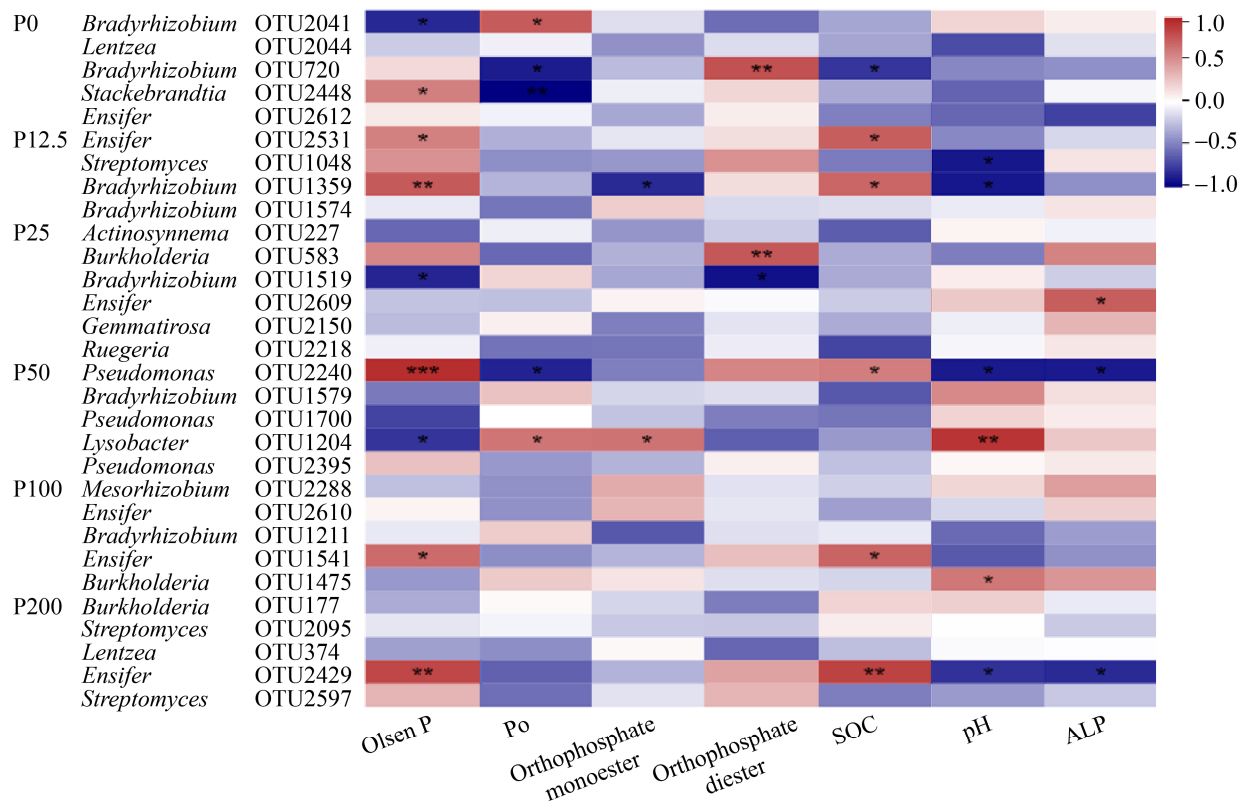 P0 Bradyrhizobium OTU2041 * *
Lentzea OTU2044
Bradyrhizobium OTU720 * ** *
Stackebrandtia OTU2448 * **
Ensifer OTU2612
P12.5 Ensifer OTU2531 * *
Streptomyces OTU1048 *
Bradyrhizobium OTU1359 ** * * *
Bradyrhizobium OTU1574
P25 Actinosynnema OTU227
Burkholderia OTU583 **
Bradyrhizobium OTU1519 * *
Ensifer OTU2609 *
Gemmatirosa OTU2150
Ruegeria OTU2218
P50 Pseudomonas OTU2240 *** * * * *
Bradyrhizobium OTU1579
Pseudomonas OTU1700
Lysobacter OTU1204 * * * **
Pseudomonas OTU2395
P100 Mesorhizobium OTU2288
Ensifer OTU2610
Bradyrhizobium OTU1211
Ensifer OTU1541 * *
Burkholderia OTU1475 *
P200 Burkholderia OTU177
Streptomyces OTU2095
Lentzea OTU374
Ensifer OTU2429 ** ** * *
Streptomyces OTU2597
Olsen P
Po
Orthophosphate
monoester
Orthophosphate
diester
SOC
pH
ALP
1.0
0.5
0.0
−0.5
−1.0